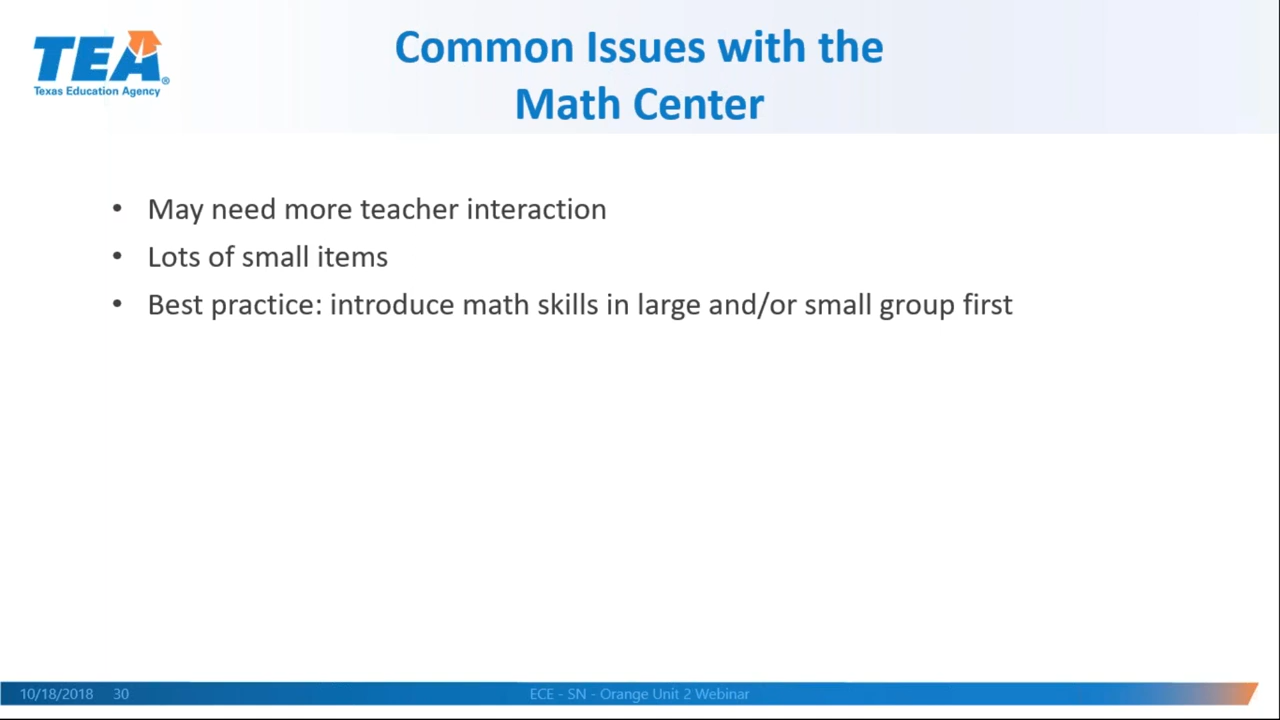 TEA®
Texas Education Agency
Common Issues with the
Math Center
• May need more teacher interaction
• Lots of small items
• Best practice: introduce math skills in large and/or small group first
10/18/2018 30 ECE - SN - Orange Unit 2 Webinar